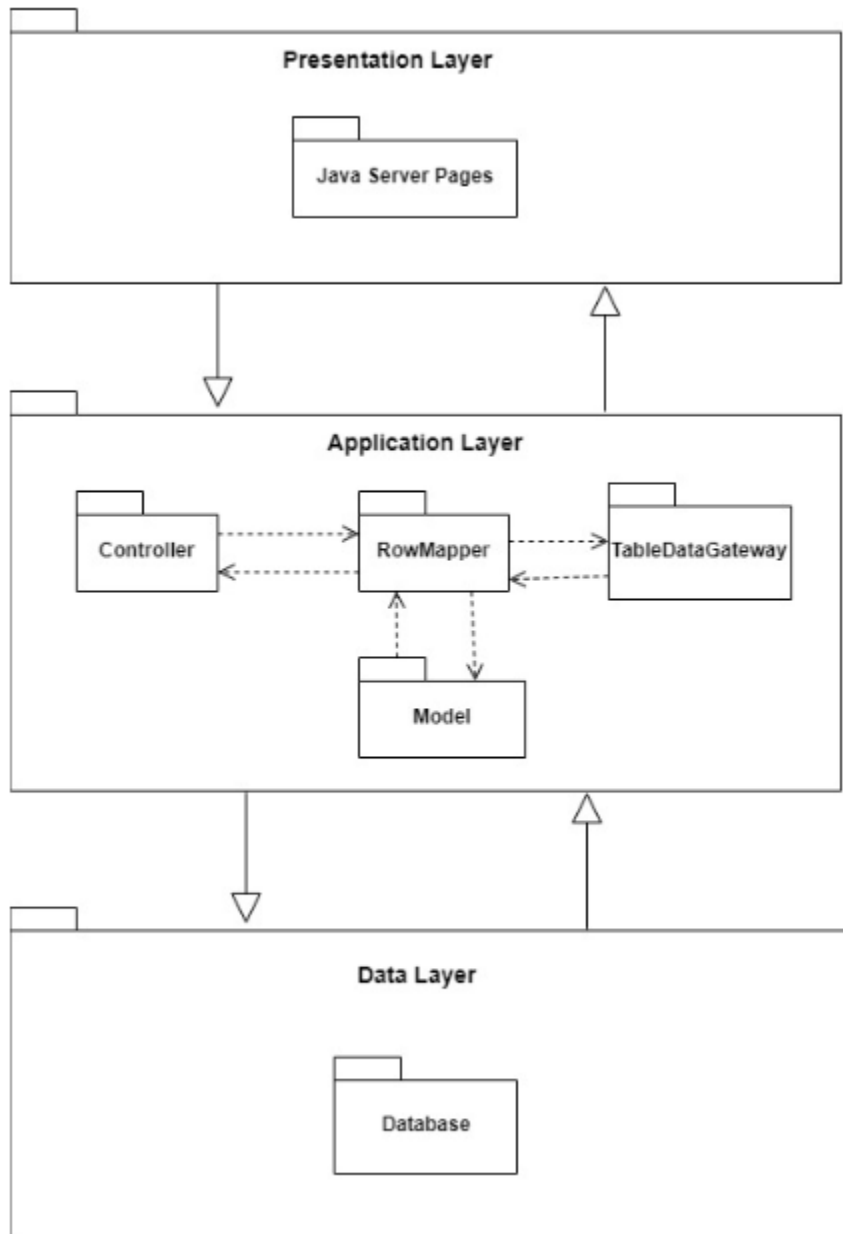 Presentation Layer
Java Server Pages
Application Layer
Controller
RowMapper
TableDataGateway
Model
Data Layer
Database